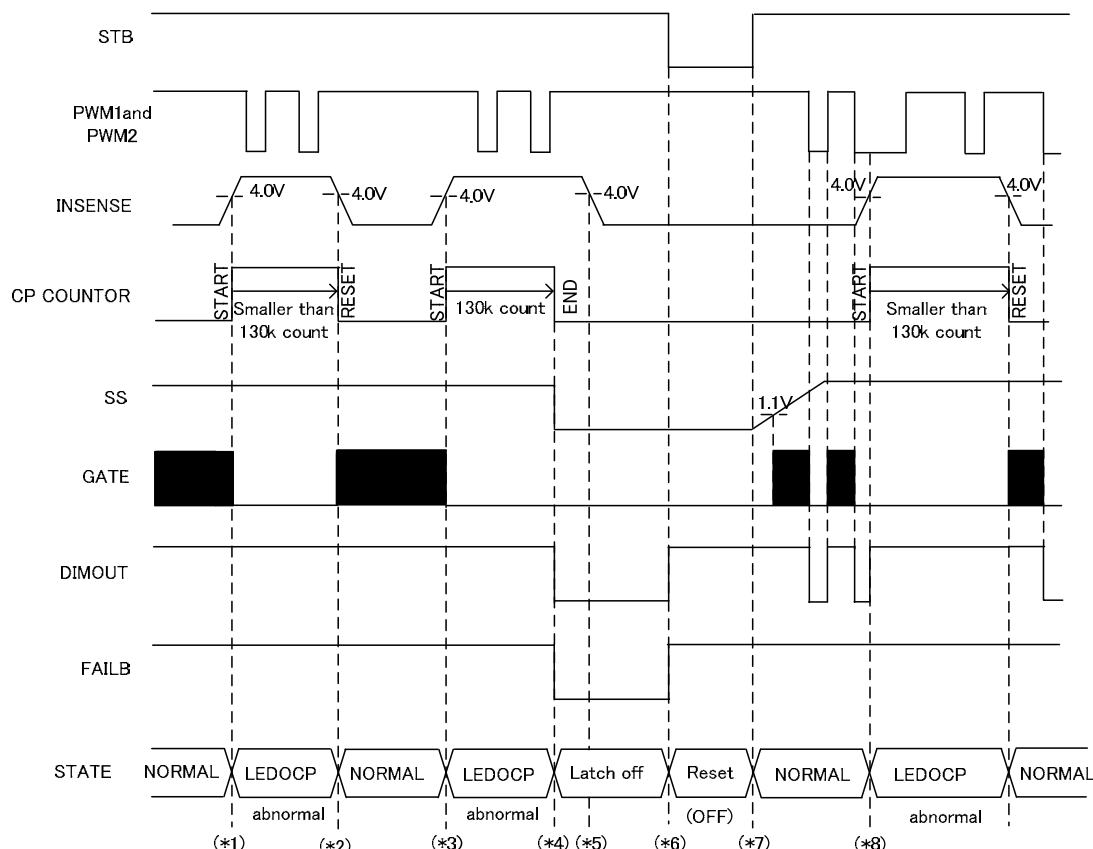 STB
PWM1and
PWM2
INSENSE
4.0V
4.0V
4.0V
4.0V
4.0V
4.0V
CP COUNTOR
START
Smaller than
130k count
RESET
START
130k count
END
START
Smaller than
130k count
RESET
SS
1.1V
GATE
DIMOUT
FAILB
STATE
NORMAL
LEDOCP
NORMAL
LEDOCP
Latch off
Reset
NORMAL
LEDOCP
NORMAL
abnormal
abnormal
(OFF)
abnormal
(*1)
(*2)
(*3)
(*4)
(*5)
(*6)
(*7)
(*8)